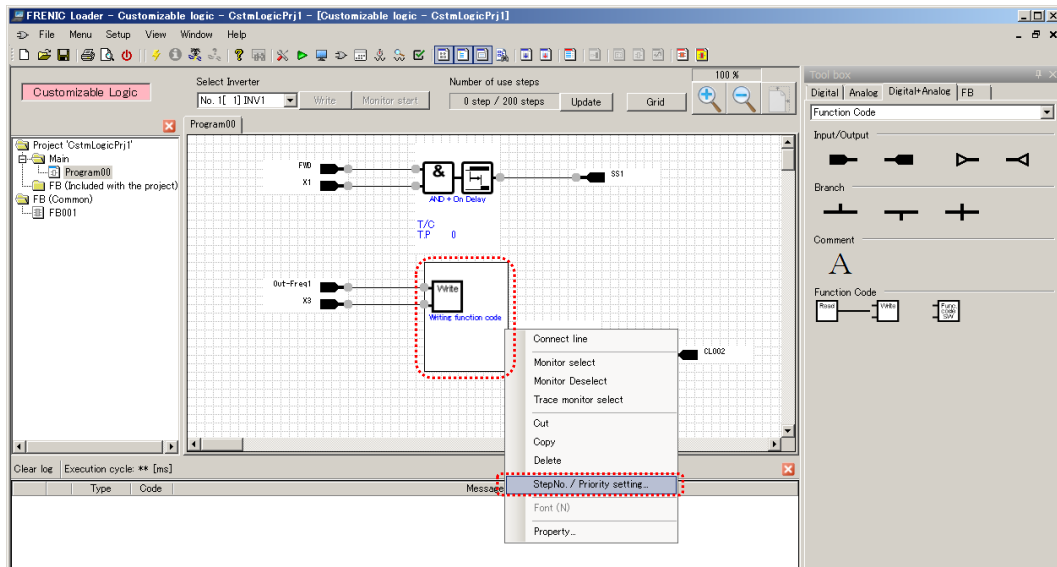 FRENIC Loader - Customizable logic - CstmLogicPrj1 - [Customizable logic - CstmLogicPrj1]
File Menu Setup View Window Help
Customizable Logic
Select Inverter
No. 1[ 1] INV1
Write
Monitor start
Number of use steps
0 step / 200 steps
Update
Grid
100 %
Project 'CstmLogicPrj1'
Main
Program00
FB (Included with the project)
FB (Common)
FB001
Program00
FWD
X1
&
AND + On Delay
SS1
T/C
T.P 0
Out-Freq1
X3
Write
Writing function code
CL002
Connect line
Monitor select
Monitor Deselect
Trace monitor select
Cut
Copy
Delete
StepNo. / Priority setting...
Font (N)
Property...
Tool box
Digital Analog Digital+Analog FB
Function Code
Input/Output
Branch
Comment
A
Function Code
Read
Write
Func. code SW
Clear log Execution cycle: ** [ms]
Type Code Message